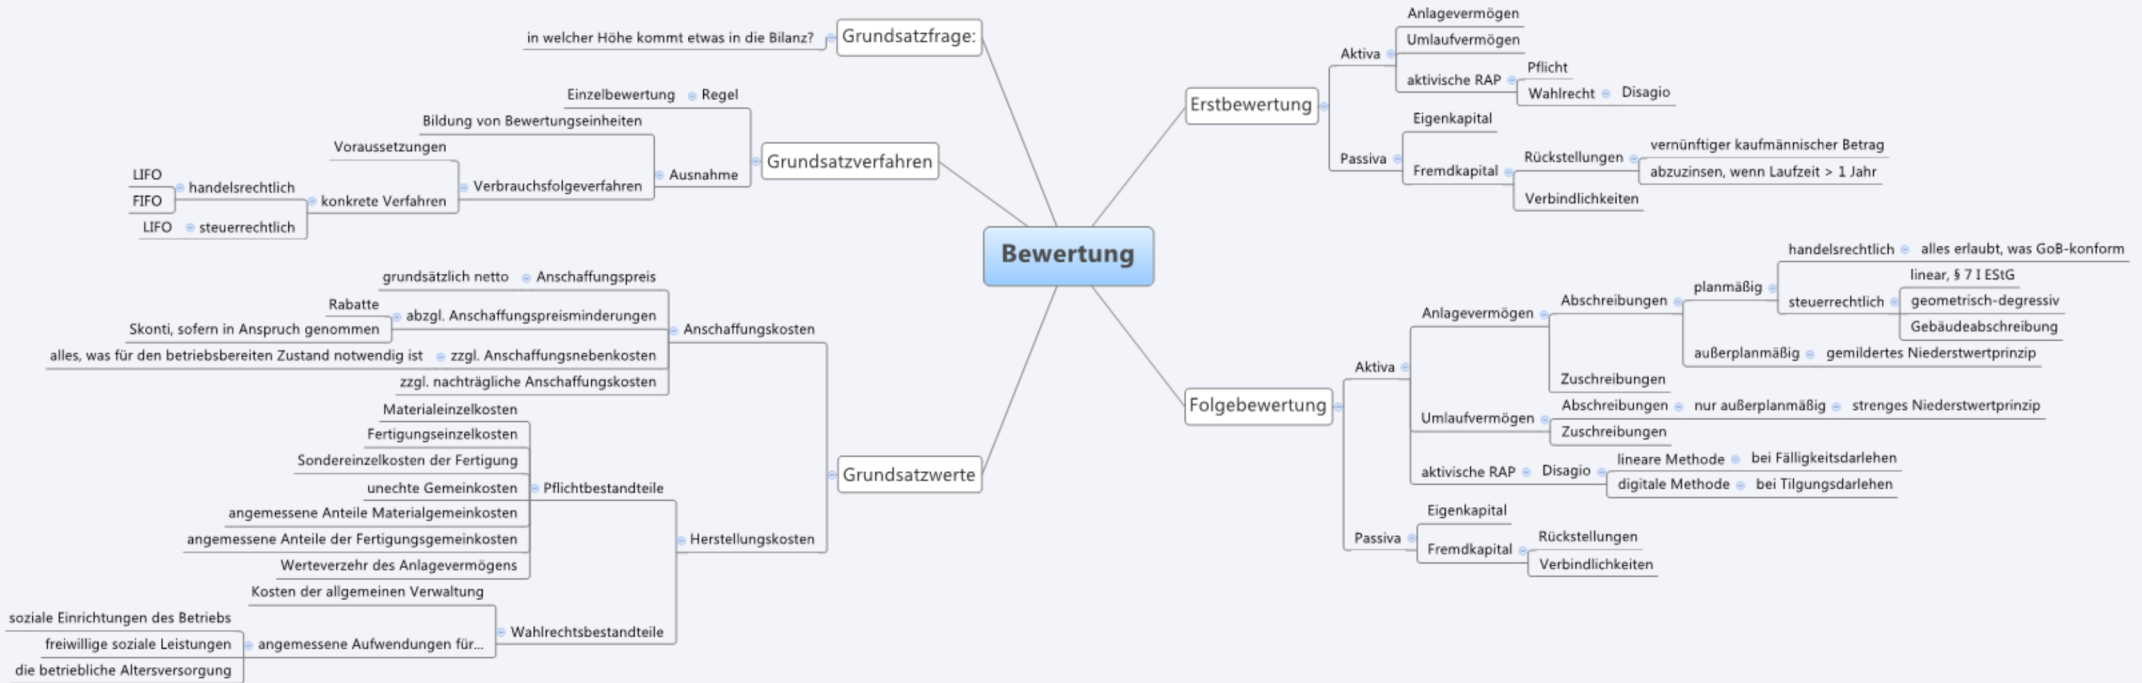 Bewertung
Grundsatzfrage:
in welcher Höhe kommt etwas in die Bilanz?
Grundsatzverfahren
Regel
Einzelbewertung
Ausnahme
Bildung von Bewertungseinheiten
Verbrauchsfolgeverfahren
Voraussetzungen
konkrete Verfahren
handelsrechtlich
LIFO
FIFO
steuerrechtlich
LIFO
Grundsatzwerte
Anschaffungskosten
Anschaffungspreis
grundsätzlich netto
abzgl. Anschaffungspreisminderungen
Rabatte
Skonti, sofern in Anspruch genommen
zzgl. Anschaffungsnebenkosten
alles, was für den betriebsbereiten Zustand notwendig ist
zzgl. nachträgliche Anschaffungskosten
Herstellungskosten
Pflichtbestandteile
Materialeinzelkosten
Fertigungseinzelkosten
Sondereinzelkosten der Fertigung
unechte Gemeinkosten
angemessene Anteile Materialgemeinkosten
angemessene Anteile der Fertigungsgemeinkosten
Werteverzehr des Anlagevermögens
Wahlrechtsbestandteile
Kosten der allgemeinen Verwaltung
angemessene Aufwendungen für...
soziale Einrichtungen des Betriebs
freiwillige soziale Leistungen
die betriebliche Altersversorgung
Erstbewertung
Aktiva
Anlagevermögen
Umlaufvermögen
aktivische RAP
Pflicht
Wahlrecht
Disagio
Passiva
Eigenkapital
Fremdkapital
Rückstellungen
vernünftiger kaufmännischer Betrag
abzuzinsen, wenn Laufzeit > 1 Jahr
Verbindlichkeiten
Folgebewertung
Aktiva
Anlagevermögen
Abschreibungen
planmäßig
handelsrechtlich
alles erlaubt, was GoB-konform
steuerrechtlich
linear, § 7 I EStG
geometrisch-degressiv
Gebäudeabschreibung
außerplanmäßig
gemildertes Niederstwertprinzip
Zuschreibungen
Umlaufvermögen
Abschreibungen
nur außerplanmäßig
strenges Niederstwertprinzip
Zuschreibungen
aktivische RAP
Disagio
lineare Methode
bei Fälligkeitsdarlehen
digitale Methode
bei Tilgungsdarlehen
Passiva
Eigenkapital
Fremdkapital
Rückstellungen
Verbindlichkeiten